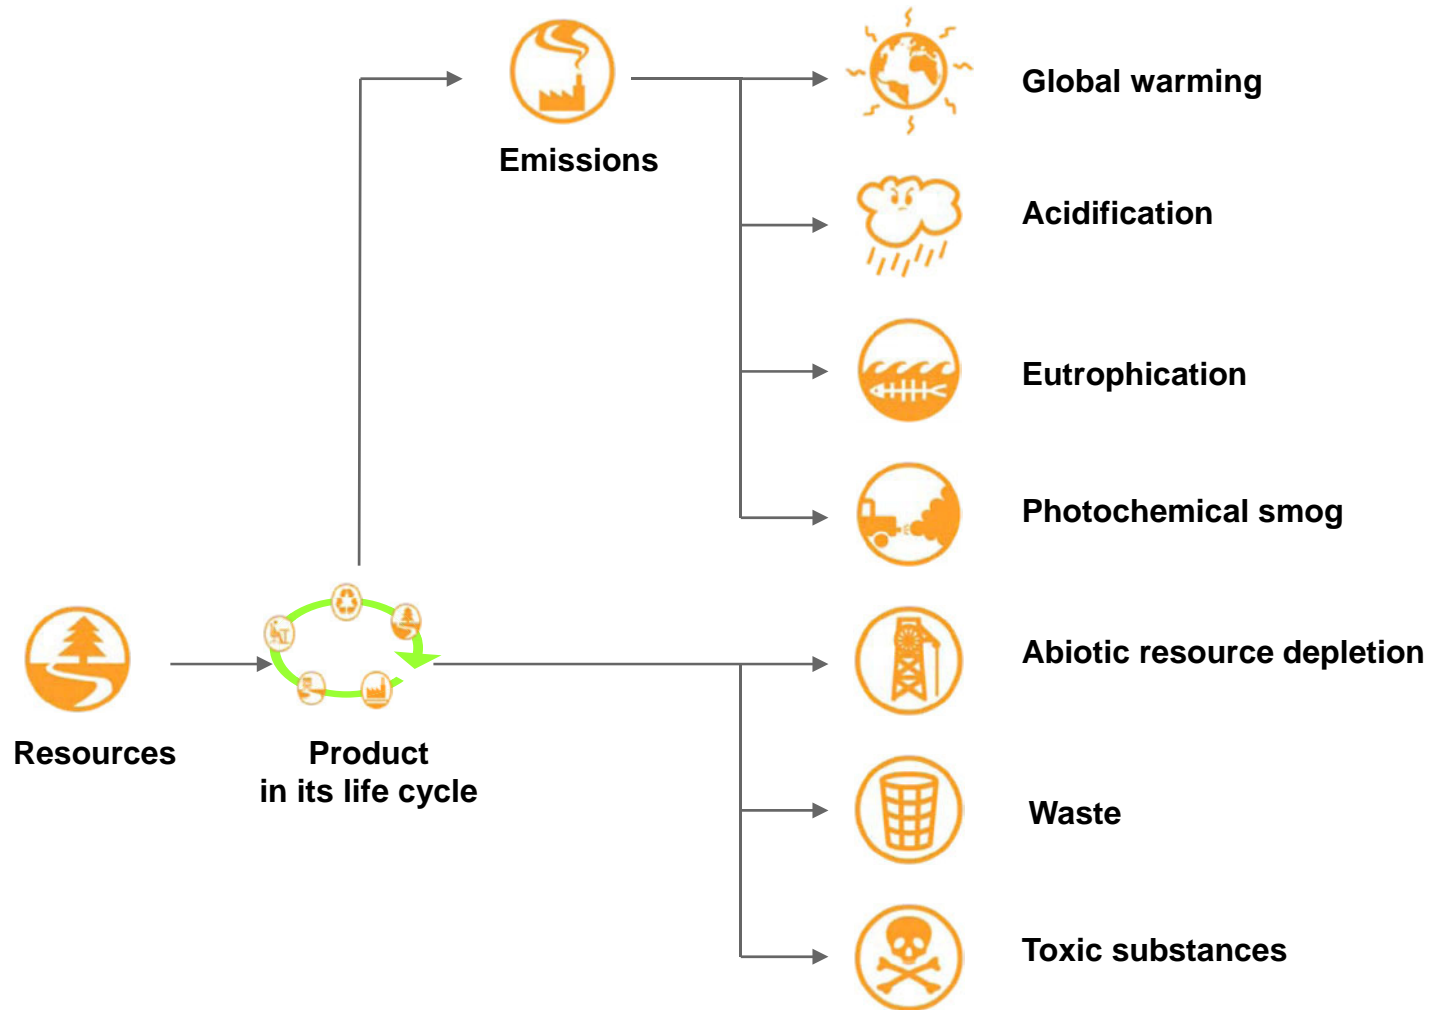 Global warming
Emissions
Acidification
Eutrophication
Photochemical smog
Abiotic resource depletion
Resources
Product
in its life cycle
Waste
Toxic substances